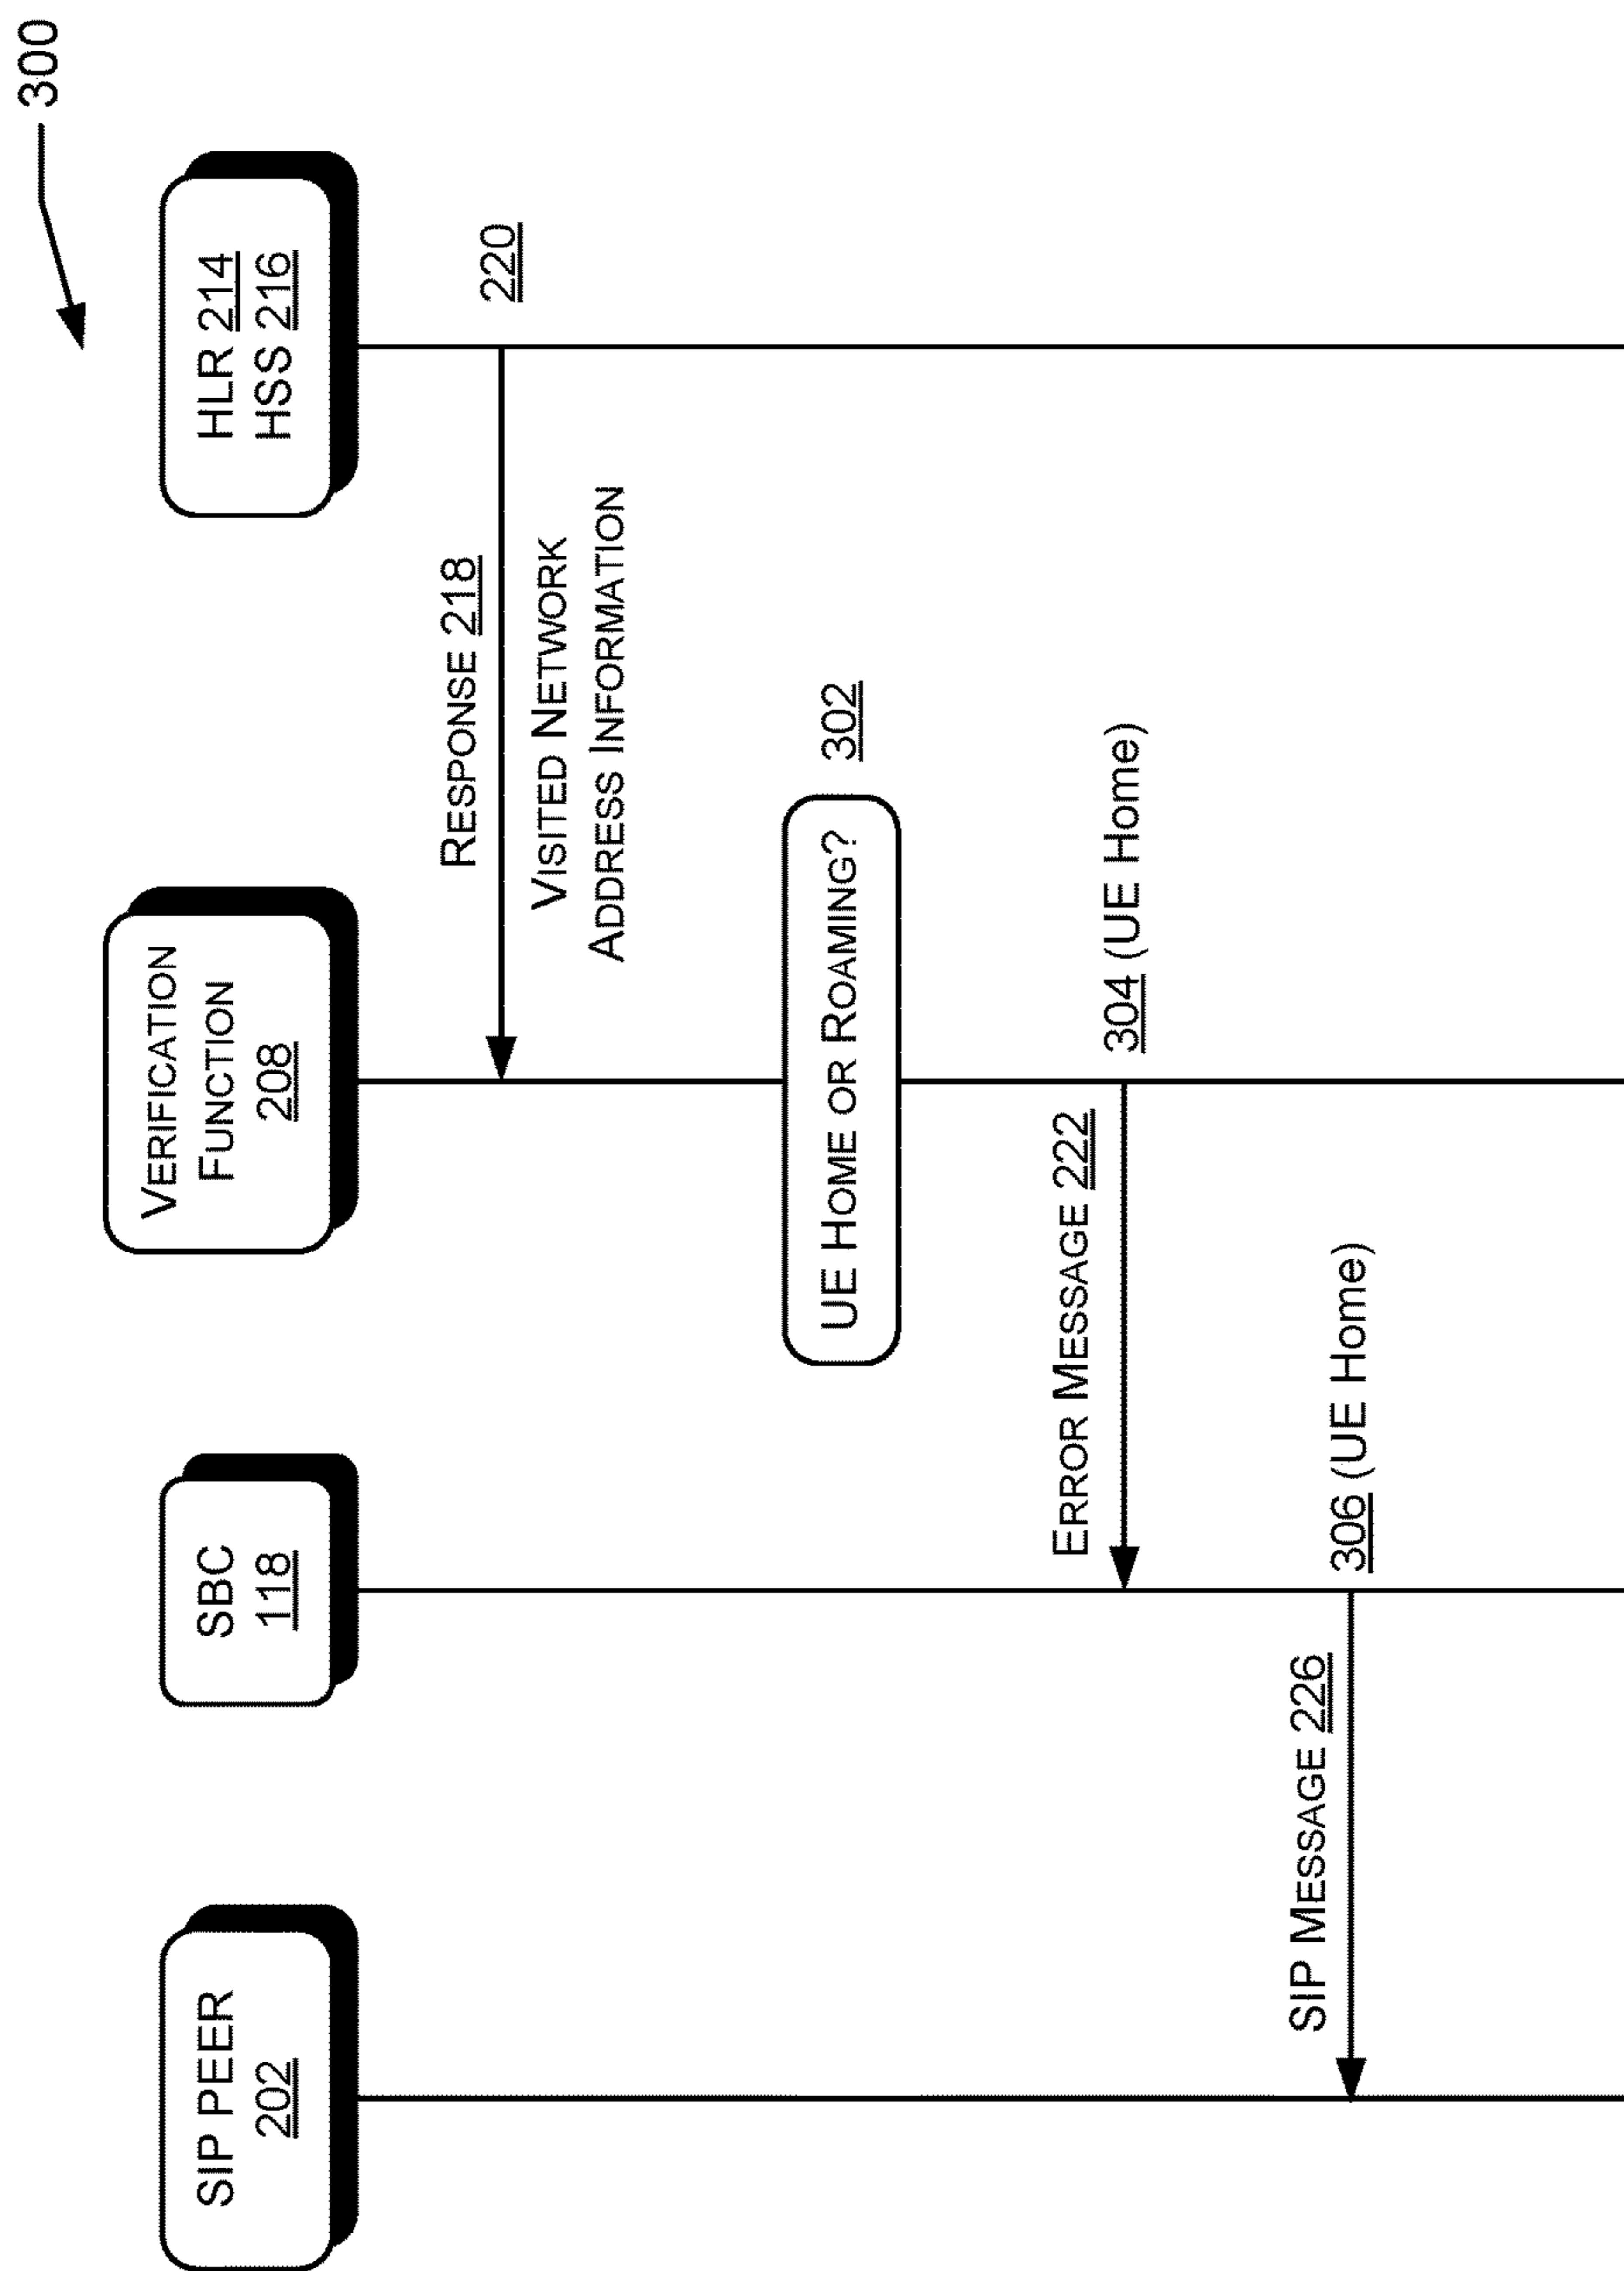 300
SIP PEER
202
SBC
118
VERIFICATION
FUNCTION
208
HLR 214
HSS 216
RESPONSE 218
220
VISITED NETWORK
ADDRESS INFORMATION
UE HOME OR ROAMING?
302
ERROR MESSAGE 222
304 (UE Home)
SIP MESSAGE 226
306 (UE Home)